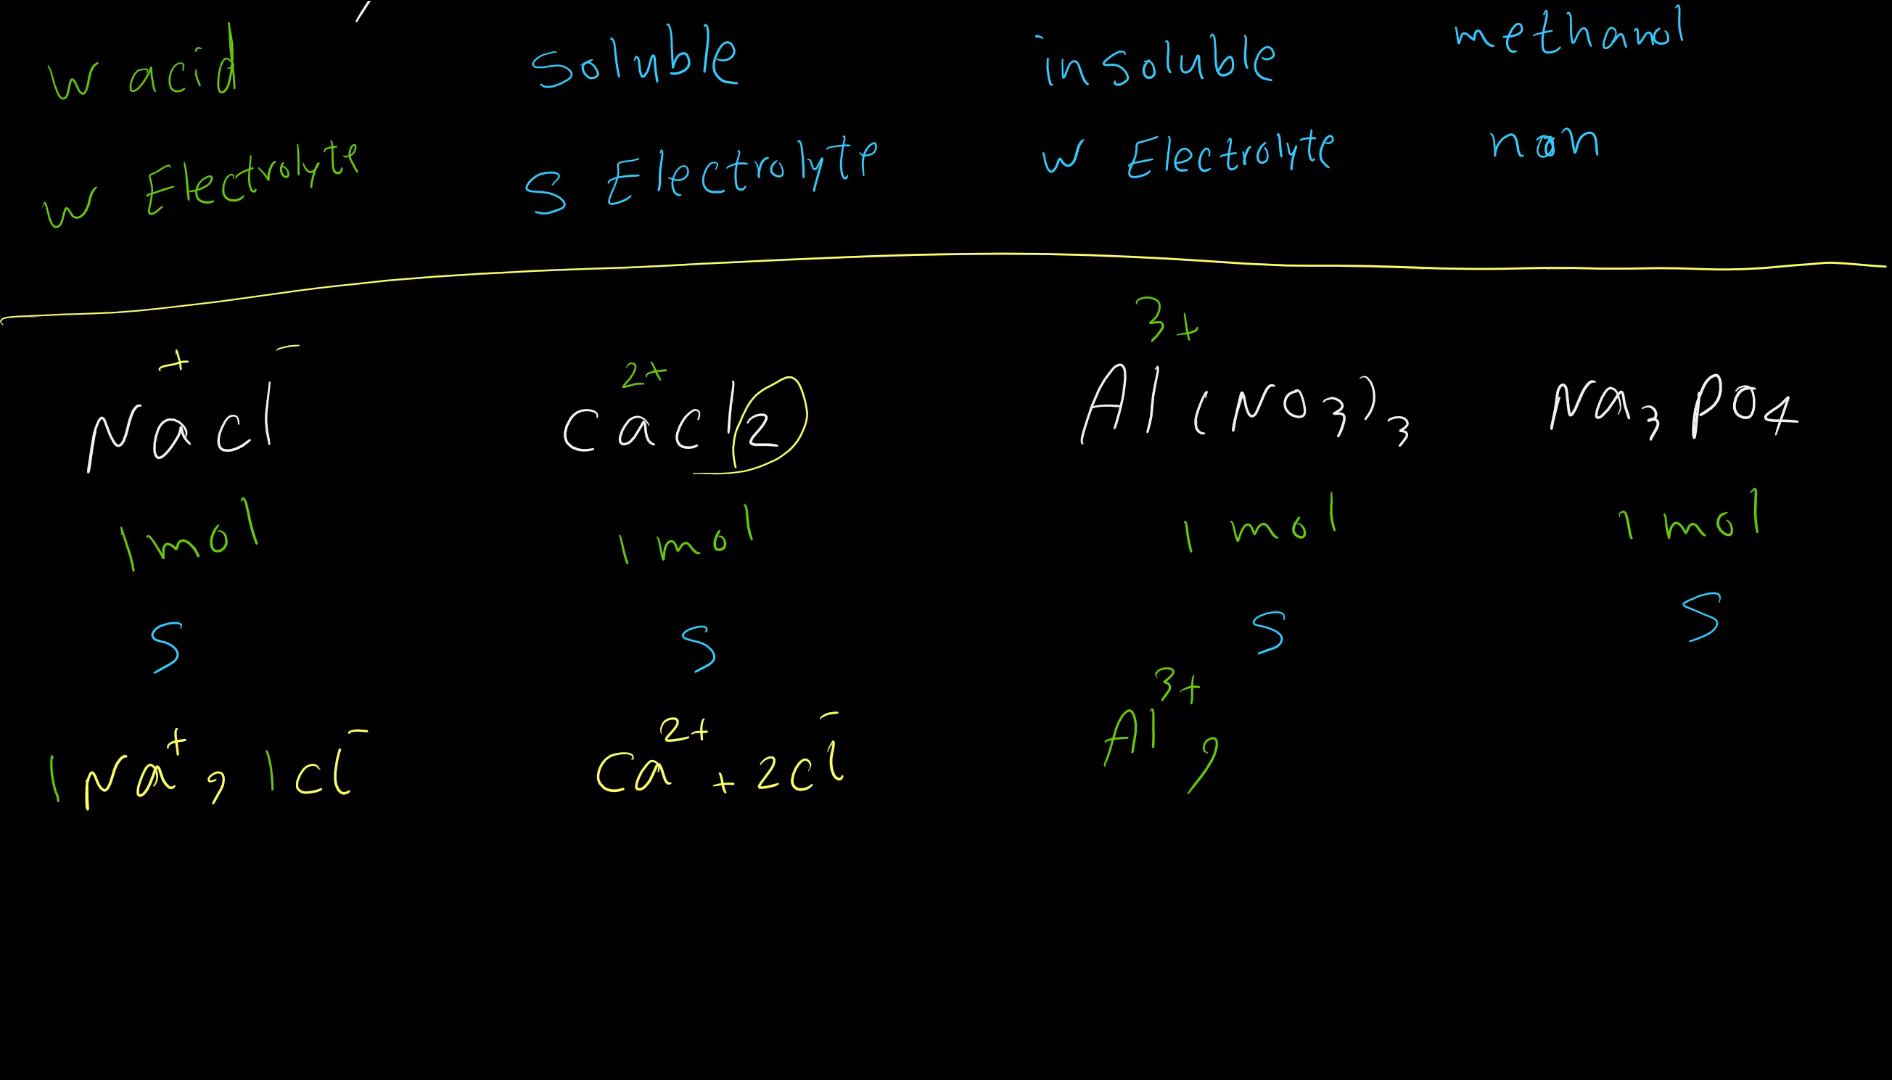 w acid soluble insoluble methanol
w Electrolyte S Electrolyte w Electrolyte non
+ - 2+ 3+
Nacl cacl2 Al(NO3)3 Na3PO4
1mol 1 mol 1 mol 1 mol
S S S S
1Na+, 1cl- Ca2+ + 2cl- Al3+,